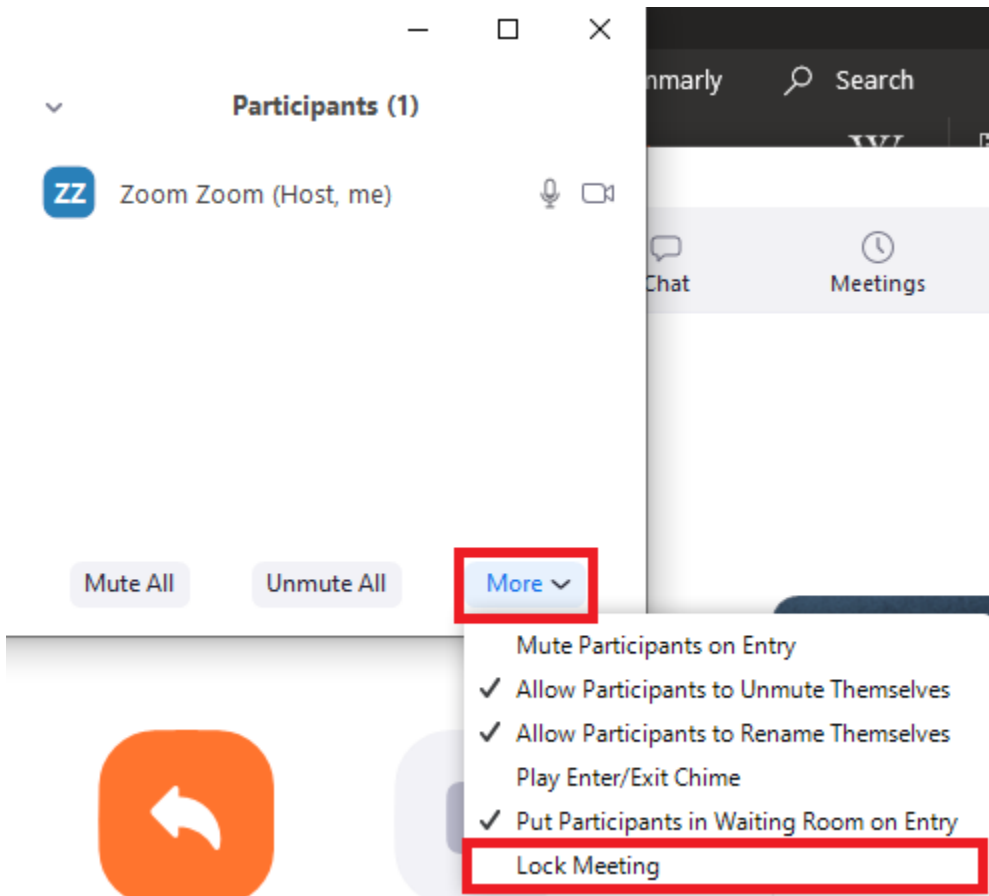 Participants (1)
nmarly
Search
W
ZZ
Zoom Zoom (Host, me)
Chat
Meetings
Mute All
Unmute All
More
Mute Participants on Entry
Allow Participants to Unmute Themselves
Allow Participants to Rename Themselves
Play Enter/Exit Chime
Put Participants in Waiting Room on Entry
Lock Meeting